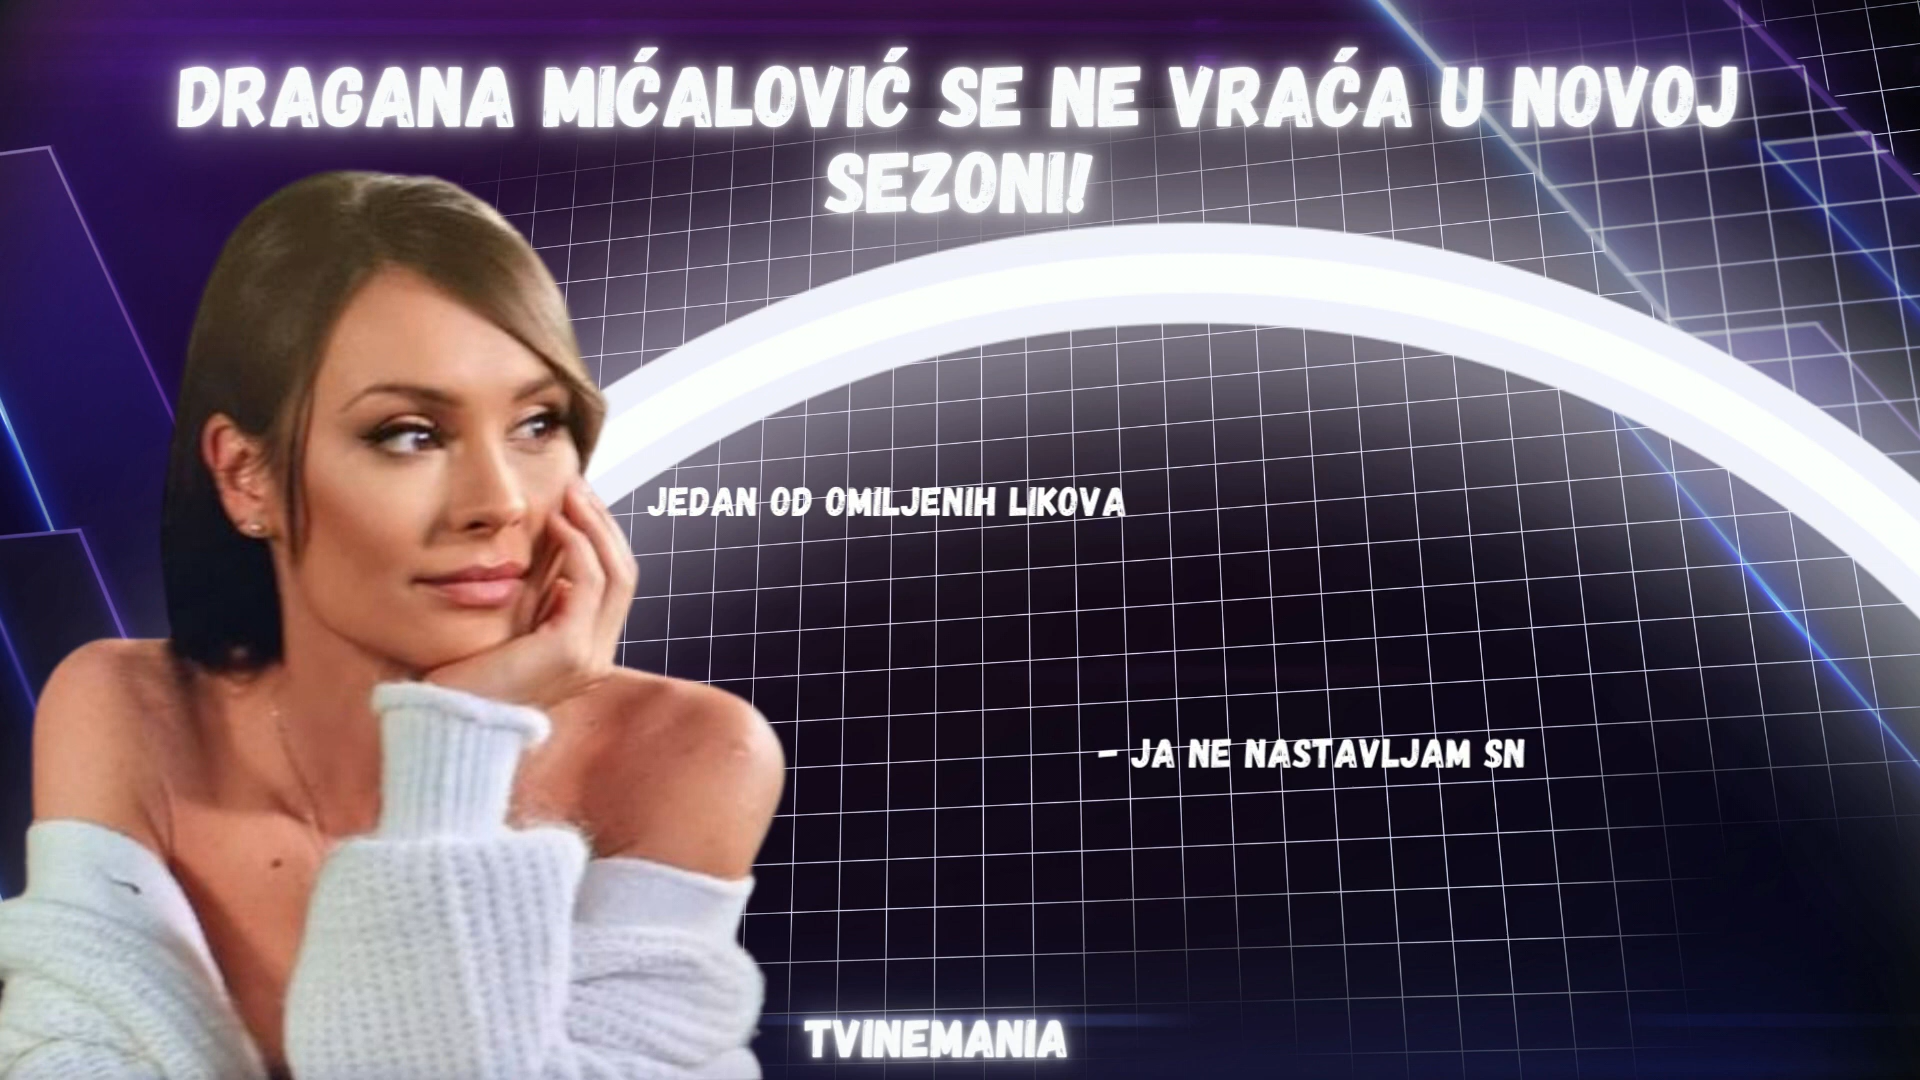 DRAGANA MIĆALOVIĆ SE NE VRAĆA U NOVOJ
SEZONI!
JEDAN OD OMILJENIH LIKOVA
- JA NE NASTAVLJAM SN
TVINEMANIA